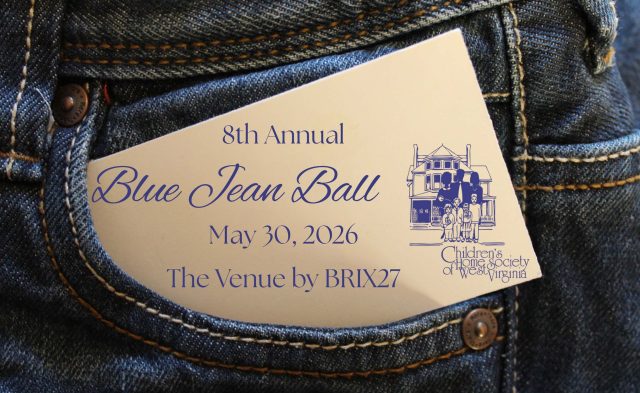 8th Annual
Blue Jean Ball
May 30, 2026
The Venue by BRIX27
Children's
Home Society
of West
Virginia